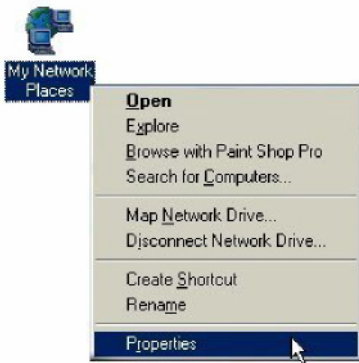 My Network
Places
Open
Explore
Browse with Paint Shop Pro
Search for Computers...
Map Network Drive...
Disconnect Network Drive...
Create Shortcut
Rename
Properties